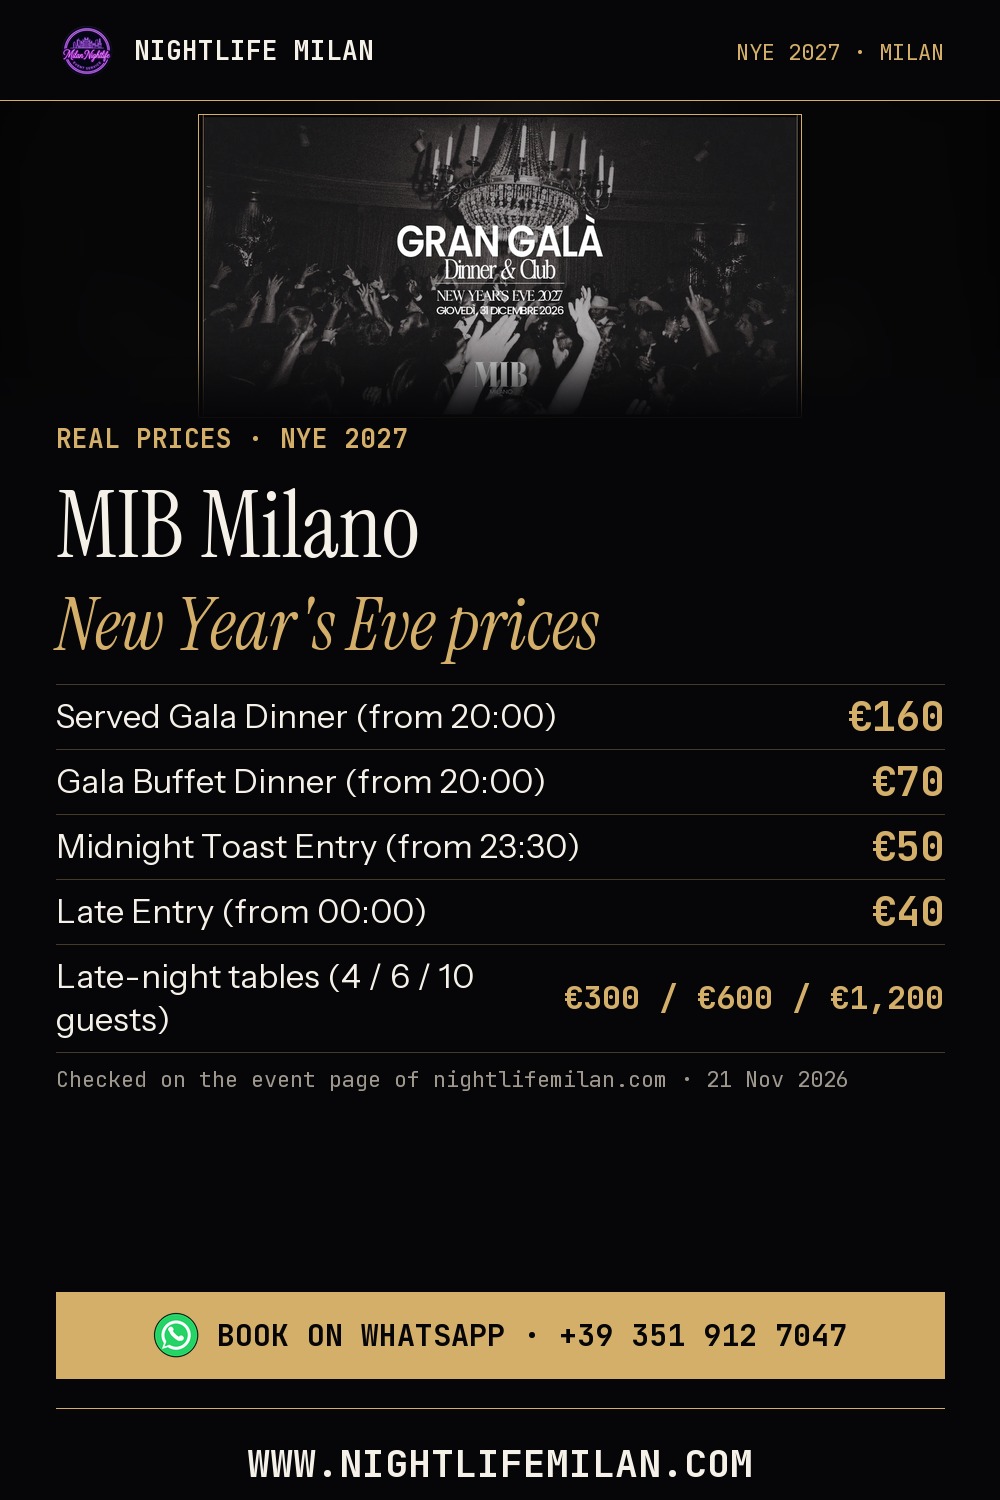 Milan Nightlife
NIGHTLIFE MILAN
NYE 2027 · MILAN
GRAN GALÀ
Dinner & Club
NEW YEAR'S EVE 2027
GIOVEDÌ, 31 DICEMBRE 2026
MIB
REAL PRICES · NYE 2027
MIB Milano
New Year's Eve prices
Served Gala Dinner (from 20:00) €160
Gala Buffet Dinner (from 20:00) €70
Midnight Toast Entry (from 23:30) €50
Late Entry (from 00:00) €40
Late-night tables (4 / 6 / 10
guests) €300 / €600 / €1,200
Checked on the event page of nightlifemilan.com · 21 Nov 2026
BOOK ON WHATSAPP · +39 351 912 7047
WWW.NIGHTLIFEMILAN.COM